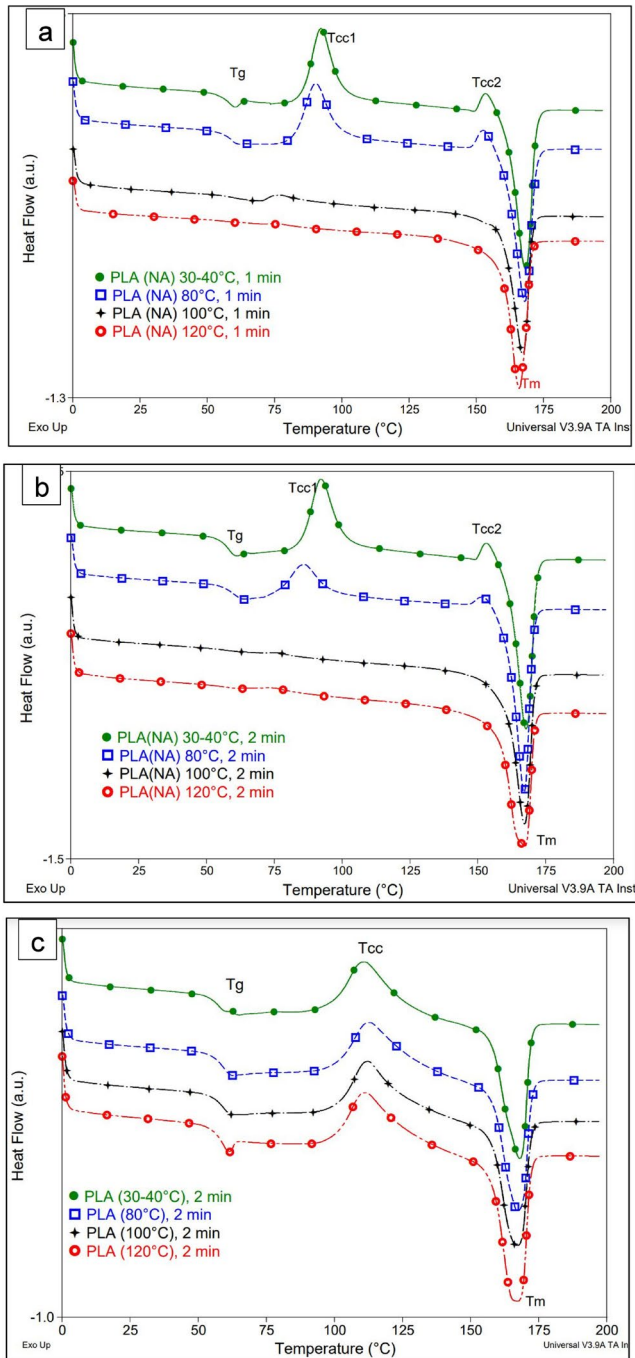 a
Tcc1
Tg
Tcc2
Heat Flow (a.u.)
PLA (NA) 30-40°C, 1 min
PLA (NA) 80°C, 1 min
PLA (NA) 100°C, 1 min
PLA (NA) 120°C, 1 min
Tm
-1.3
0 25 50 75 100 125 150 175 200
Exo Up Temperature (°C) Universal V3.9A TA Inst
b
Tcc1
Tg
Tcc2
Heat Flow (a.u.)
PLA(NA) 30-40°C, 2 min
PLA(NA) 80°C, 2 min
PLA(NA) 100°C, 2 min
PLA(NA) 120°C, 2 min
Tm
-1.5
0 25 50 75 100 125 150 175 200
Exo Up Temperature (°C) Universal V3.9A TA Inst
c
Tcc
Tg
Heat Flow (a.u.)
PLA (30-40°C), 2 min
PLA (80°C), 2 min
PLA (100°C), 2 min
PLA (120°C), 2 min
Tm
-1.0
0 25 50 75 100 125 150 175 200
Exo Up Temperature (°C) Universal V3.9A TA In